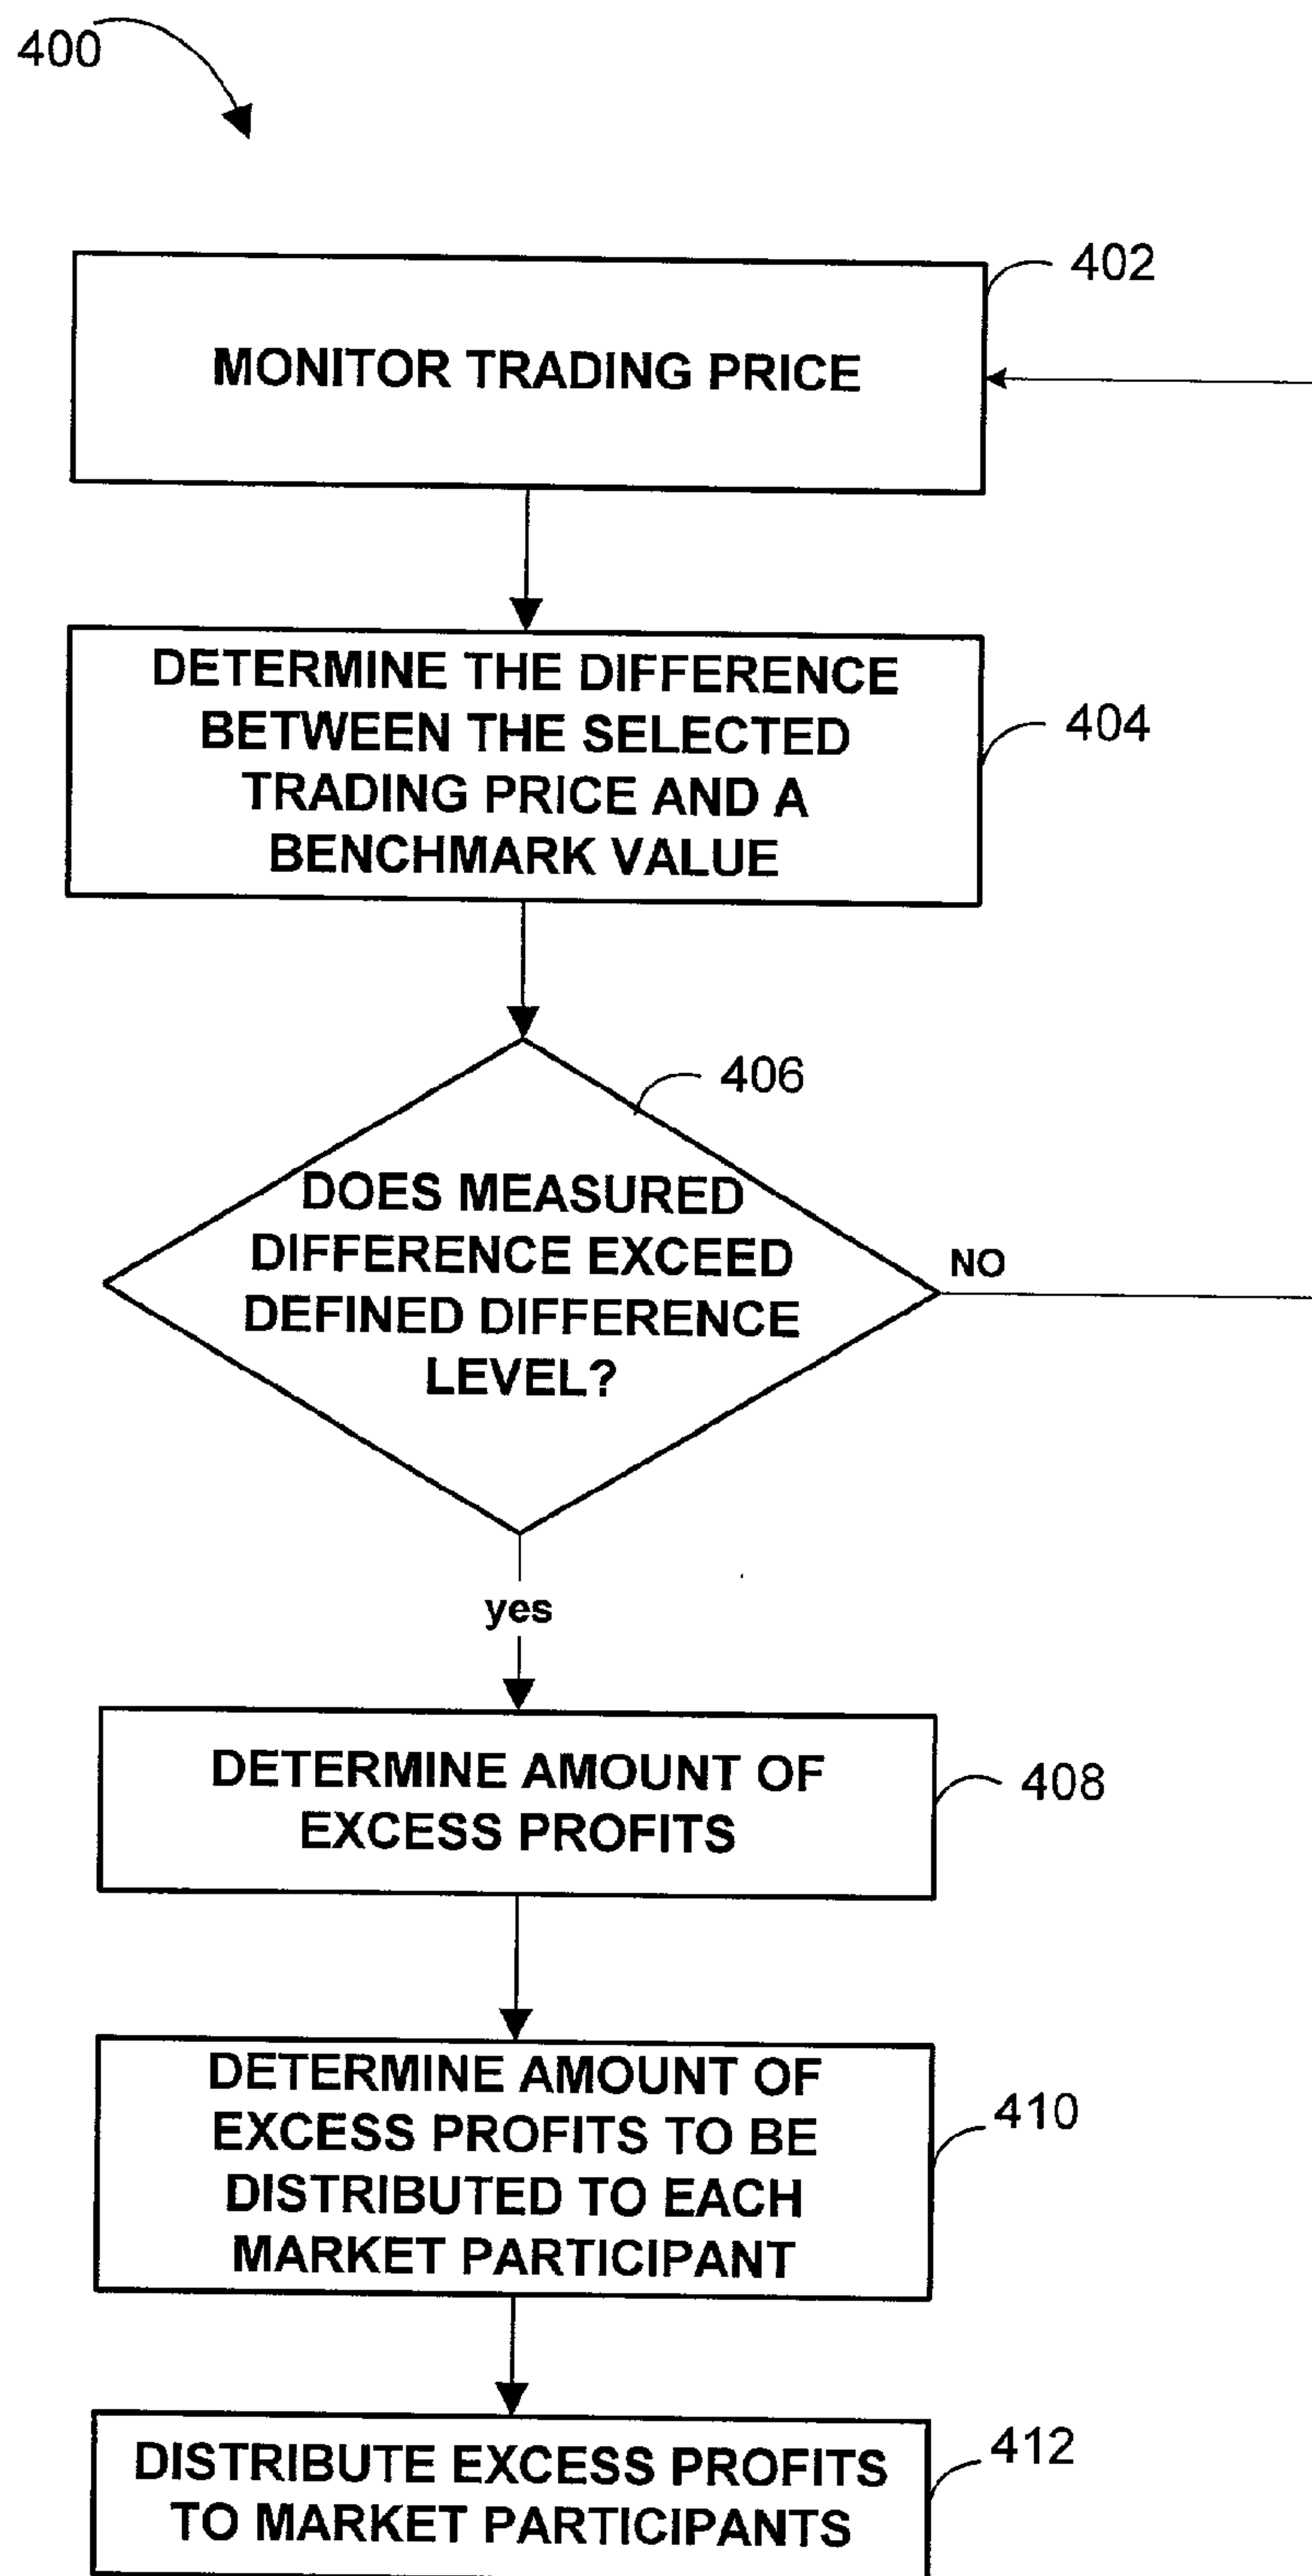 400
402
MONITOR TRADING PRICE
DETERMINE THE DIFFERENCE
BETWEEN THE SELECTED
TRADING PRICE AND A
BENCHMARK VALUE
404
406
DOES MEASURED
DIFFERENCE EXCEED
DEFINED DIFFERENCE
LEVEL?
NO
yes
DETERMINE AMOUNT OF
EXCESS PROFITS
408
DETERMINE AMOUNT OF
EXCESS PROFITS TO BE
DISTRIBUTED TO EACH
MARKET PARTICIPANT
410
DISTRIBUTE EXCESS PROFITS
TO MARKET PARTICIPANTS
412